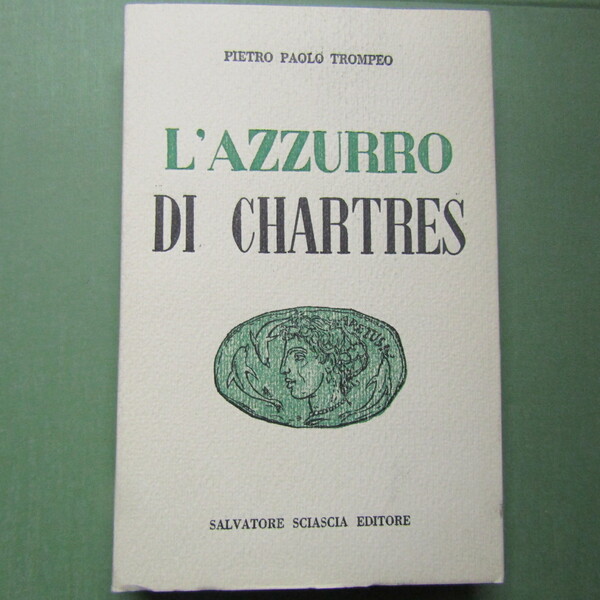 PIETRO PAOLO TROMPEO
L'AZZURRO
DI CHARTRES
SALVATORE SCIASCIA EDITORE